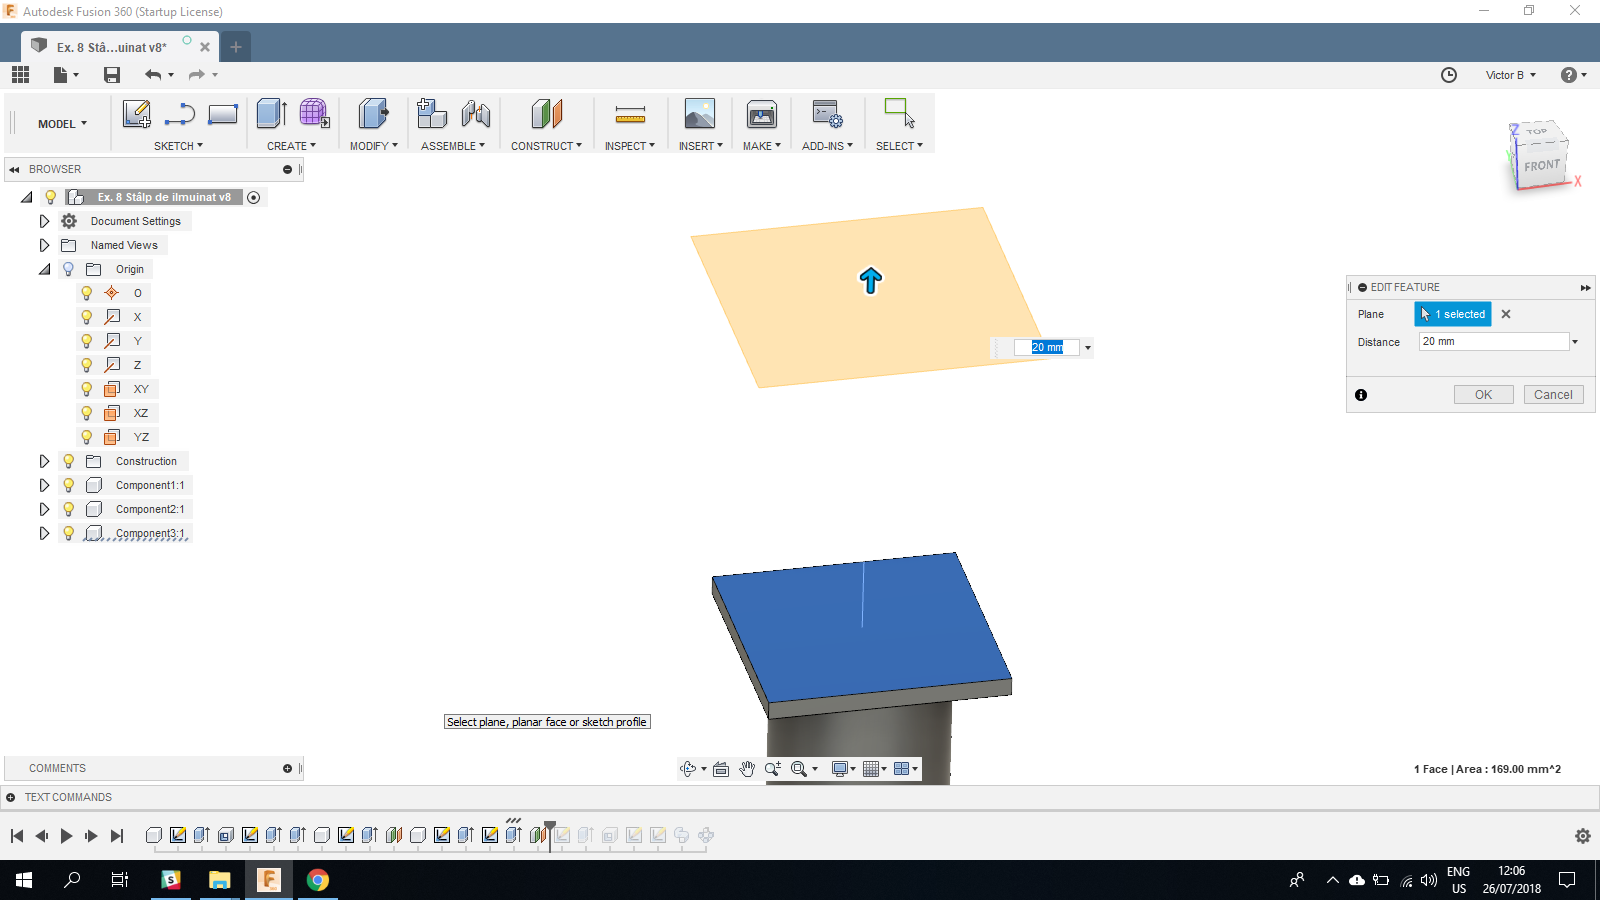 Autodesk Fusion 360 (Startup License)
Ex. 8 Stâ...uinat v8*
Victor B
MODEL
SKETCH
CREATE
MODIFY
ASSEMBLE
CONSTRUCT
INSPECT
INSERT
MAKE
ADD-INS
SELECT
BROWSER
Z
TOP
FRONT
X
Ex. 8 Stâlp de ilmuinat v8
Document Settings
Named Views
Origin
O
X
Y
Z
XY
XZ
YZ
Construction
Component1:1
Component2:1
Component3:1
EDIT FEATURE
Plane
1 selected
Distance
20 mm
20 mm
OK
Cancel
Select plane, planar face or sketch profile
COMMENTS
1 Face | Area : 169.00 mm^2
TEXT COMMANDS
ENG
US
12:06
26/07/2018